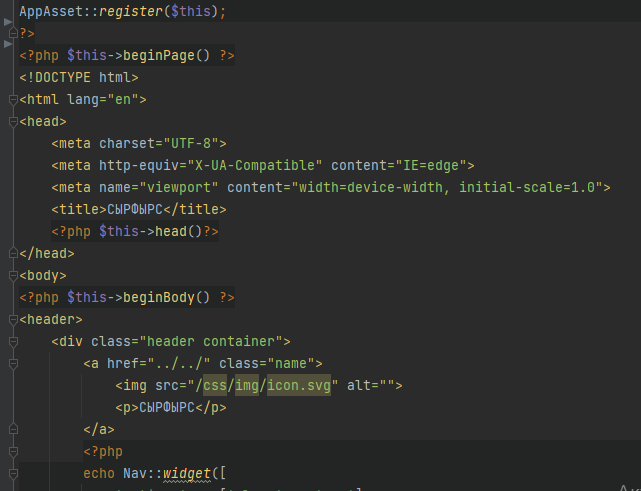 AppAsset::register($this);
?>
<?php $this->beginPage() ?>
<!DOCTYPE html>
<html lang="en">
<head>
    <meta charset="UTF-8">
    <meta http-equiv="X-UA-Compatible" content="IE=edge">
    <meta name="viewport" content="width=device-width, initial-scale=1.0">
    <title>СЫРФЫРС</title>
    <?php $this->head()?>
</head>
<body>
<?php $this->beginBody() ?>
<header>
    <div class="header container">
        <a href="../../" class="name">
            <img src="/css/img/icon.svg" alt="">
            <p>СЫРФЫРС</p>
        </a>
        <?php
        echo Nav::widget([